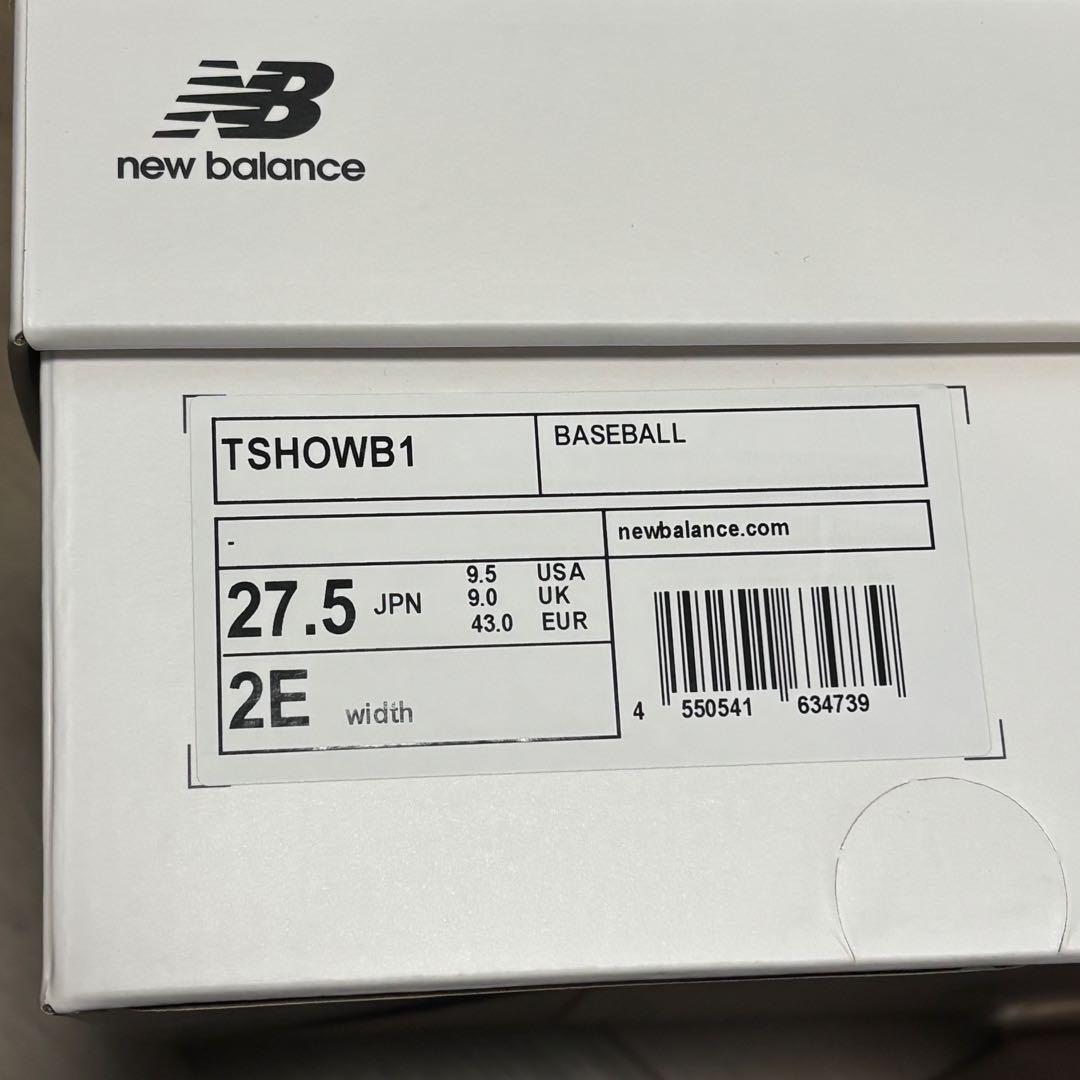 NB
new balance
TSHOWB1
BASEBALL
-
newbalance.com
27.5 JPN
9.5 USA
9.0 UK
43.0 EUR
2E width
4 550541 634739